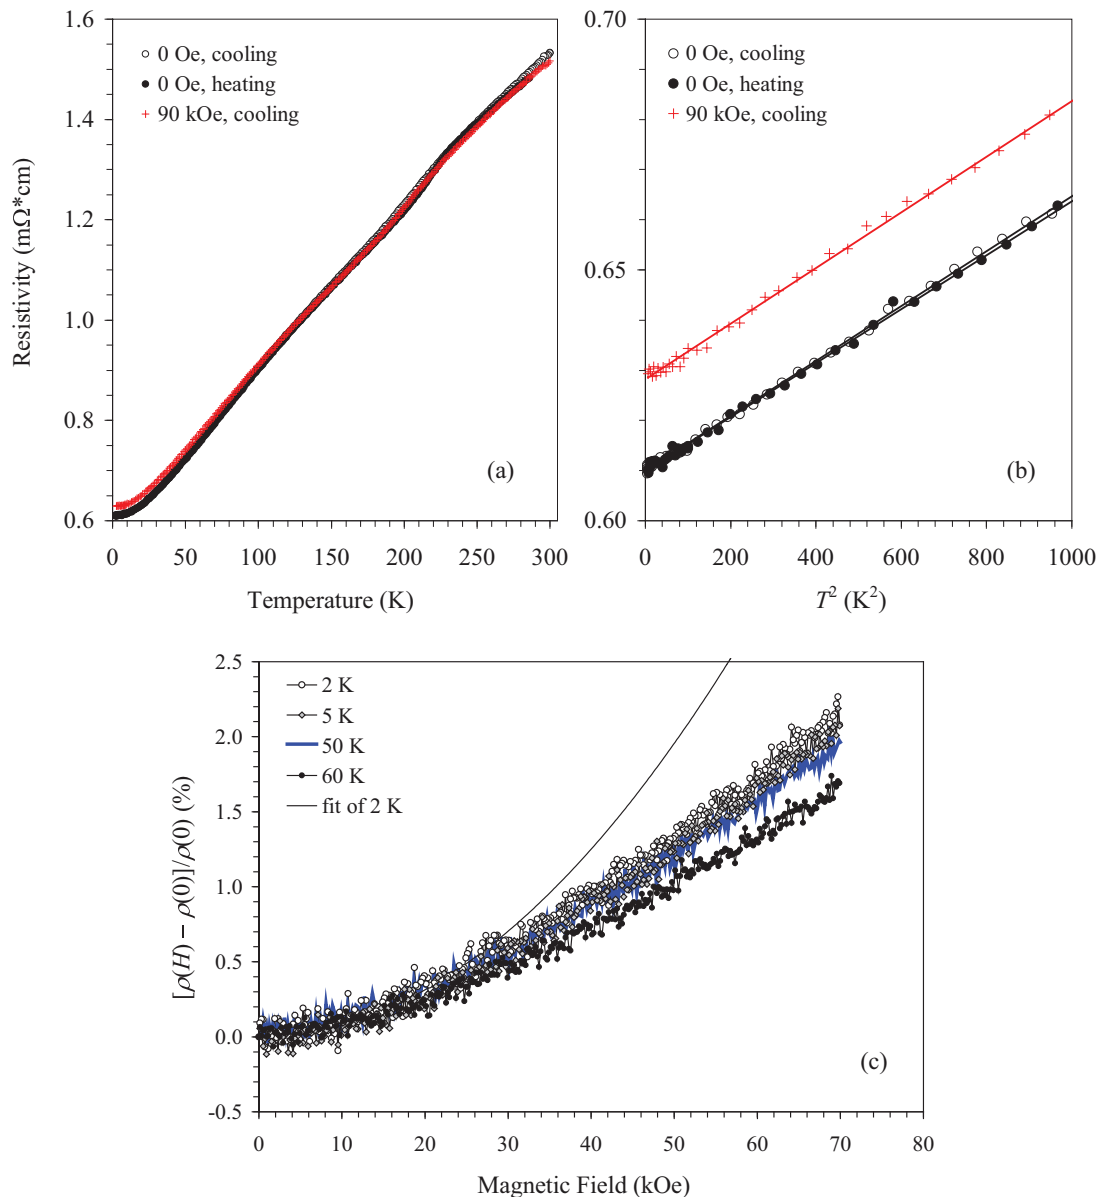 1.6
1.4
1.2
1.0
0.8
0.6
Resistivity (mΩ*cm)
0 Oe, cooling
0 Oe, heating
90 kOe, cooling
(a)
0 50 100 150 200 250 300
Temperature (K)
0.70
0.65
0.60
0 Oe, cooling
0 Oe, heating
90 kOe, cooling
(b)
0 200 400 600 800 1000
T² (K²)
2.5
2.0
1.5
1.0
0.5
0.0
-0.5
[ρ(H) − ρ(0)]/ρ(0) (%)
2 K
5 K
50 K
60 K
fit of 2 K
(c)
0 10 20 30 40 50 60 70 80
Magnetic Field (kOe)